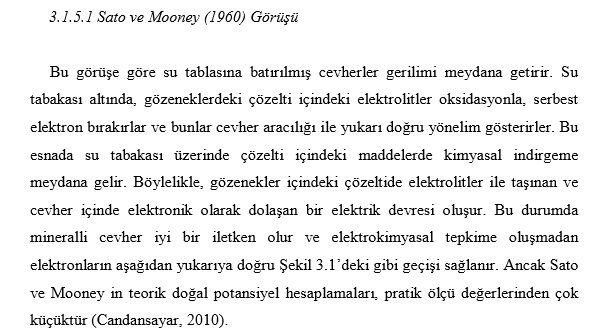 3.1.5.1 Sato ve Mooney (1960) Görüşü
Bu görüşe göre su tablasına batırılmış cevherler gerilimi meydana getirir. Su
tabakası altında, gözeneklerdeki çözelti içindeki elektrolitler oksidasyonla, serbest
elektron bırakırlar ve bunlar cevher aracılığı ile yukarı doğru yönelim gösterirler. Bu
esnada su tabakası üzerinde çözelti içindeki maddelerde kimyasal indirgeme
meydana gelir. Böylelikle, gözenekler içindeki çözeltide elektrolitler ile taşınan ve
cevher içinde elektronik olarak dolaşan bir elektrik devresi oluşur. Bu durumda
mineralli cevher iyi bir iletken olur ve elektrokimyasal tepkime oluşmadan
elektronların aşağıdan yukarıya doğru Şekil 3.1’deki gibi geçişi sağlanır. Ancak Sato
ve Mooney in teorik doğal potansiyel hesaplamaları, pratik ölçü değerlerinden çok
küçüktür (Candansayar, 2010).